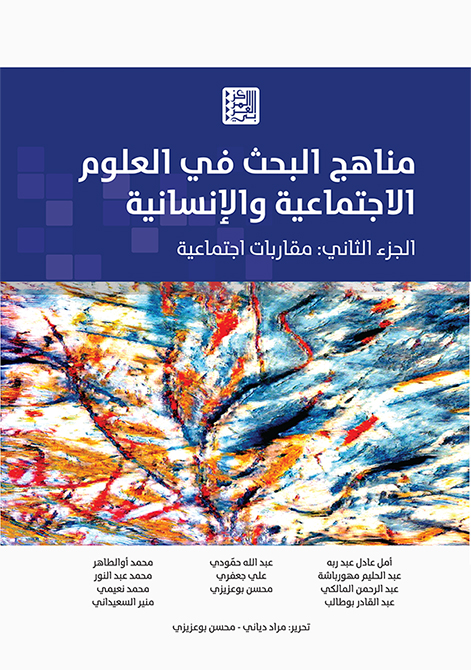 المركز العربي
مناهج البحث في العلوم
الاجتماعية والإنسانية
الجزء الثاني: مقاربات اجتماعية
أمل عادل عبد ربه
عبد الحليم مهورباشة
عبد الرحمن المالكي
عبد القادر بوطالب
عبد الله حمّودي
علي جعفري
محسن بوعزيزي
محمد أوالطاهر
محمد عبد النور
محمد نعيمي
منير السعيداني
تحرير: مراد دياني - محسن بوعزيزي